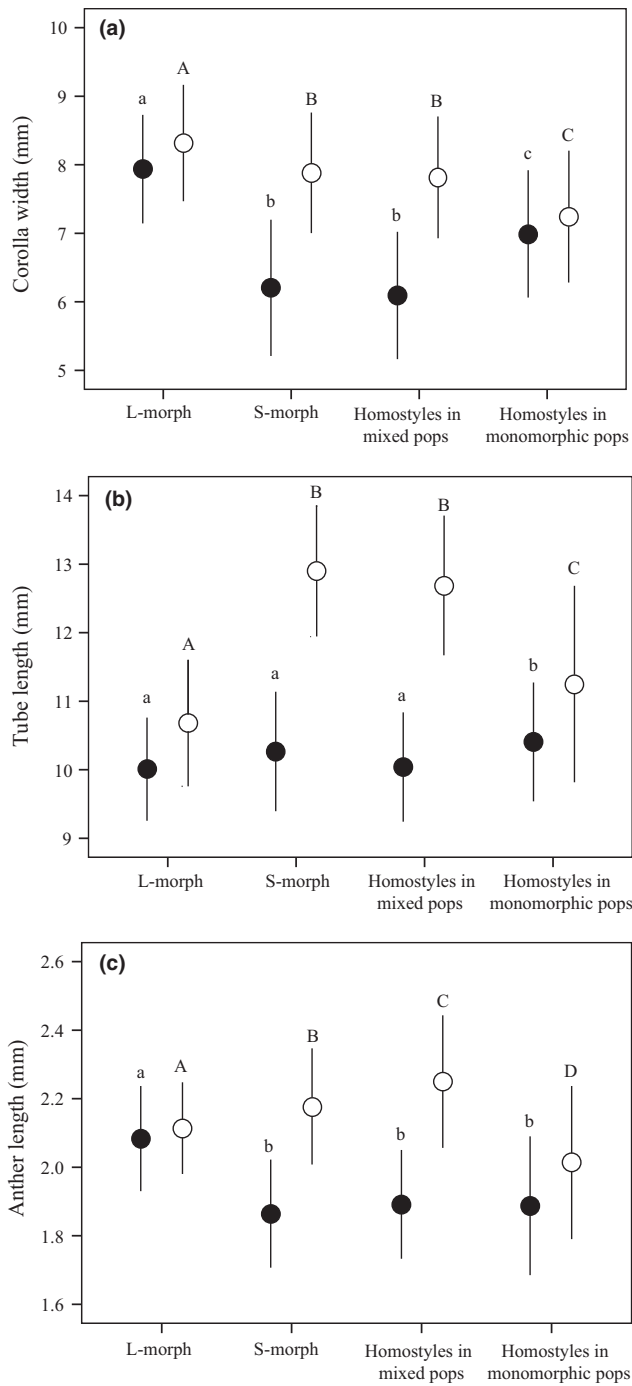 (a)
Corolla width (mm)
10
9
8
7
6
5
a A
b B
b B
c C
L-morph
S-morph
Homostyles in
mixed pops
Homostyles in
monomorphic pops
(b)
Tube length (mm)
14
13
12
11
10
9
a A
a B
a B
b C
L-morph
S-morph
Homostyles in
mixed pops
Homostyles in
monomorphic pops
(c)
Anther length (mm)
2.6
2.4
2.2
2.0
1.8
1.6
a A
b B
b C
b D
L-morph
S-morph
Homostyles in
mixed pops
Homostyles in
monomorphic pops